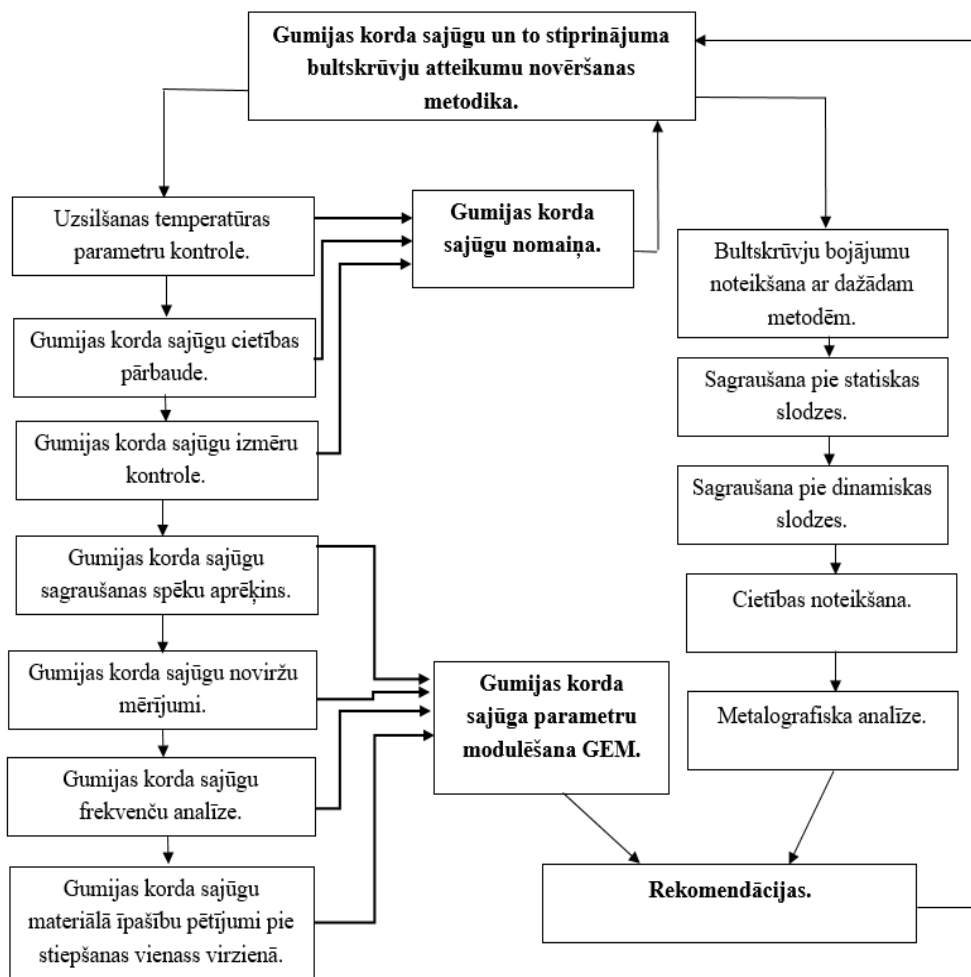 Gumijas korda sajūgu un to stiprinājuma
bultskrūvju atteikumu novēršanas
metodika.
Uzsilšanas temperatūras
parametru kontrole.
Gumijas korda sajūgu cietības
pārbaude.
Gumijas korda sajūgu izmēru
kontrole.
Gumijas korda sajūgu
sagraušanas spēku aprēķins.
Gumijas korda sajūgu noviržu
mērījumi.
Gumijas korda sajūgu
frekvenču analīze.
Gumijas korda sajūgu
materiālā īpašību pētījumi pie
stiepšanas vienass virzienā.
Gumijas korda
sajūgu nomaiņa.
Gumijas korda
sajūga parametru
modulēšana GEM.
Bultskrūvju bojājumu
noteikšana ar dažādam
metodēm.
Sagraušana pie statiskas
slodzes.
Sagraušana pie dinamiskas
slodzes.
Cietības noteikšana.
Metalografiska analīze.
Rekomendācijas.